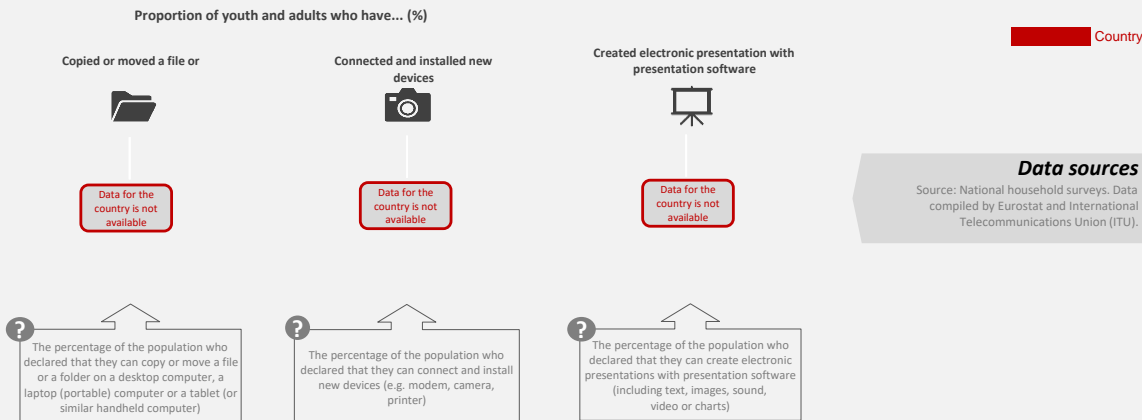 Proportion of youth and adults who have... (%)
Country
Copied or moved a file or
Connected and installed new
devices
Created electronic presentation with
presentation software
Data for the
country is not
available
Data for the
country is not
available
Data for the
country is not
available
Data sources
Source: National household surveys. Data
compiled by Eurostat and International
Telecommunications Union (ITU).
?
The percentage of the population who
declared that they can copy or move a file
or a folder on a desktop computer, a
laptop (portable) computer or a tablet (or
similar handheld computer)
?
The percentage of the population who
declared that they can connect and install
new devices (e.g. modem, camera,
printer)
?
The percentage of the population who
declared that they can create electronic
presentations with presentation software
(including text, images, sound,
video or charts)